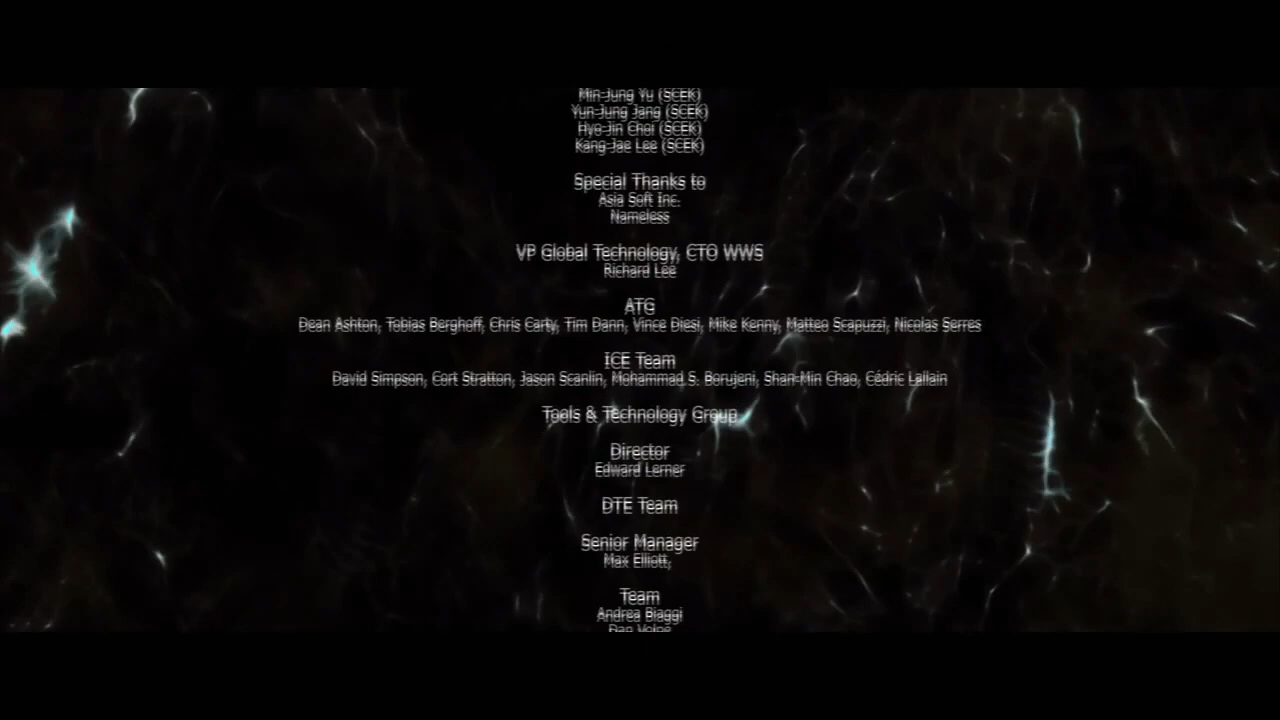 Min-Jung Yu (SCEK)
Yun-Jung Jang (SCEK)
Hyo-Jin Choi (SCEK)
Kang-Jae Lee (SCEK)
Special Thanks to
Asia Soft Inc.
Nameless
VP Global Technology, CTO WWS
Richard Lee
ATG
Dean Ashton, Tobias Berghoff, Chris Carty, Tim Dann, Vince Diesi, Mike Kenny, Matteo Scapuzzi, Nicolas Serres
ICE Team
David Simpson, Cort Stratton, Jason Scanlin, Mohammad S. Borujeni, Shan-Min Chao, Cédric Lallain
Tools & Technology Group
Director
Edward Lerner
DTE Team
Senior Manager
Max Elliott,
Team
Andrea Biaggi
Dan Volpe